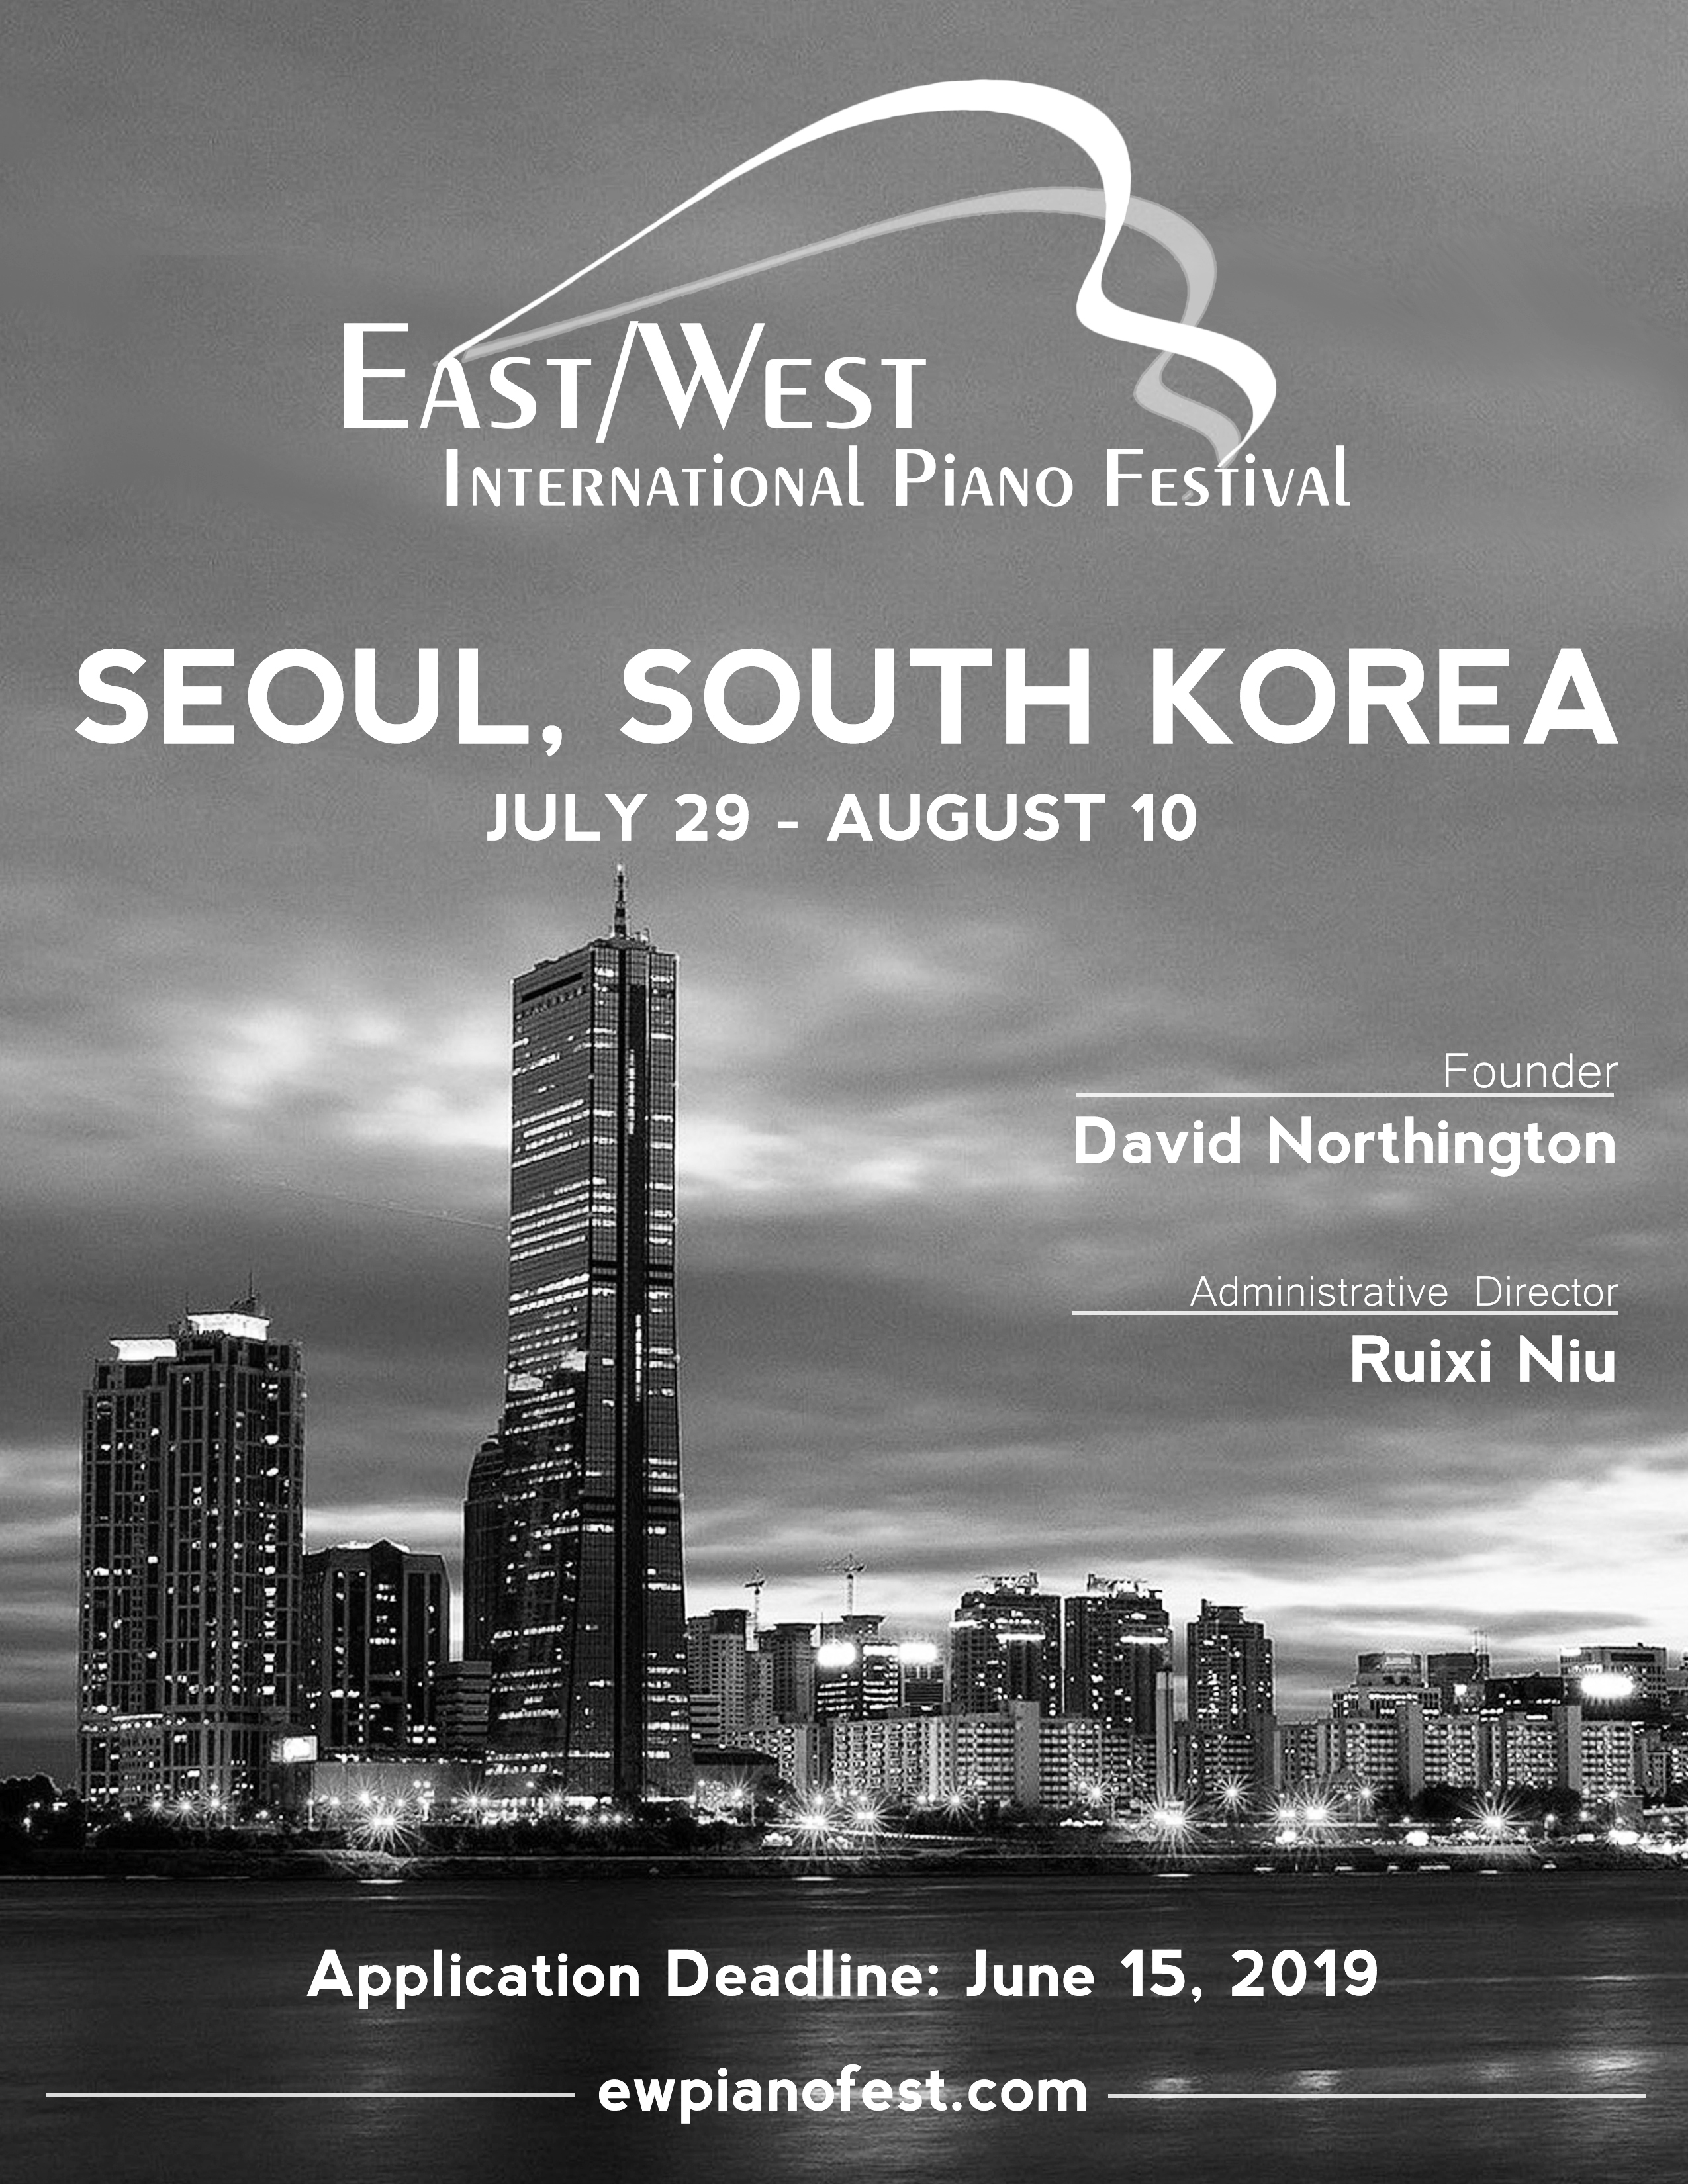 East/West
International Piano Festival
SEOUL, SOUTH KOREA
JULY 29 - AUGUST 10
Founder
David Northington
Administrative Director
Ruixi Niu
Application Deadline: June 15, 2019
ewpianofest.com